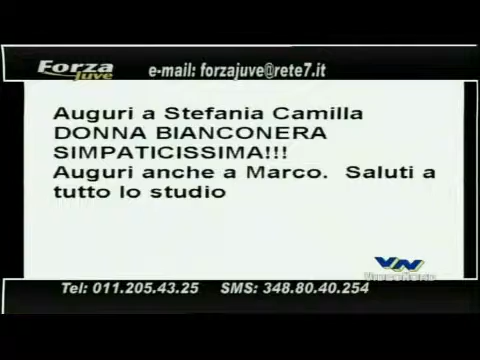 Forza
Juve
e-mail: forzajuve@rete7.it
Auguri a Stefania Camilla
DONNA BIANCONERA
SIMPATICISSIMA!!!
Auguri anche a Marco.  Saluti a
tutto lo studio
VN
Tel: 011.205.43.25 SMS: 348.80.40.254